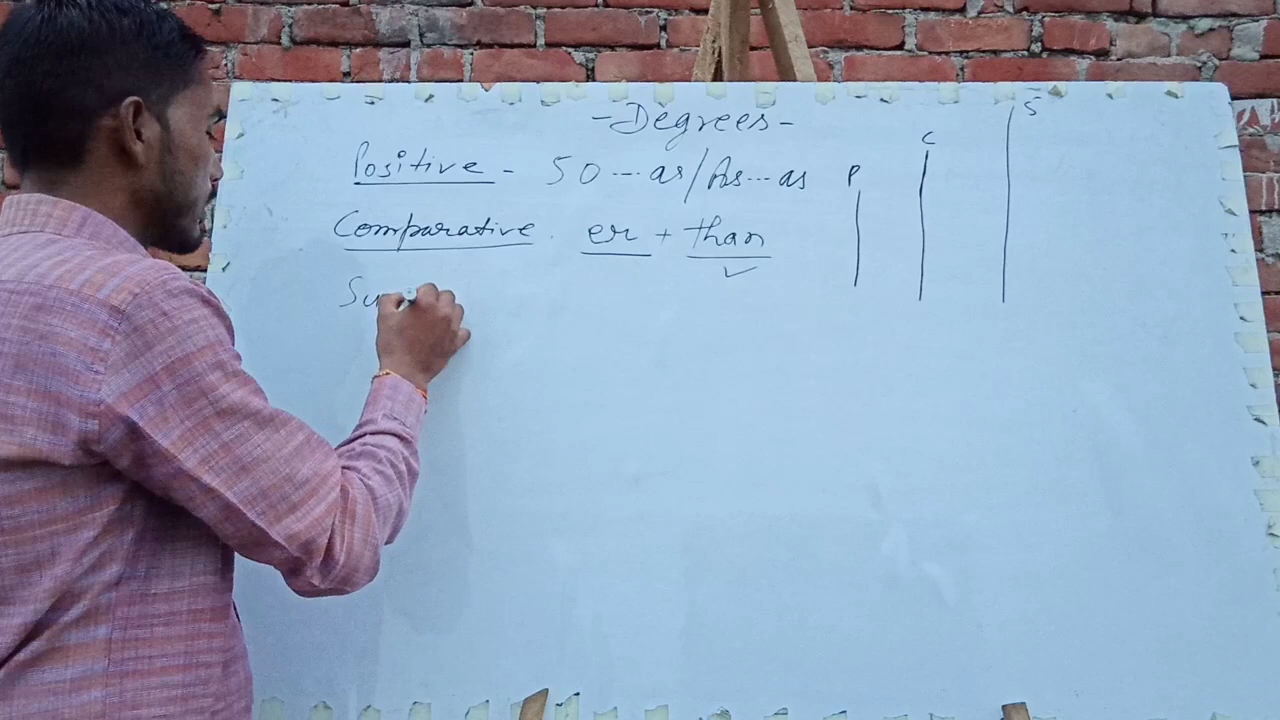 -Degrees-
Positive - SO ... as/As ... as
Comparative. er + than
Su
P C S